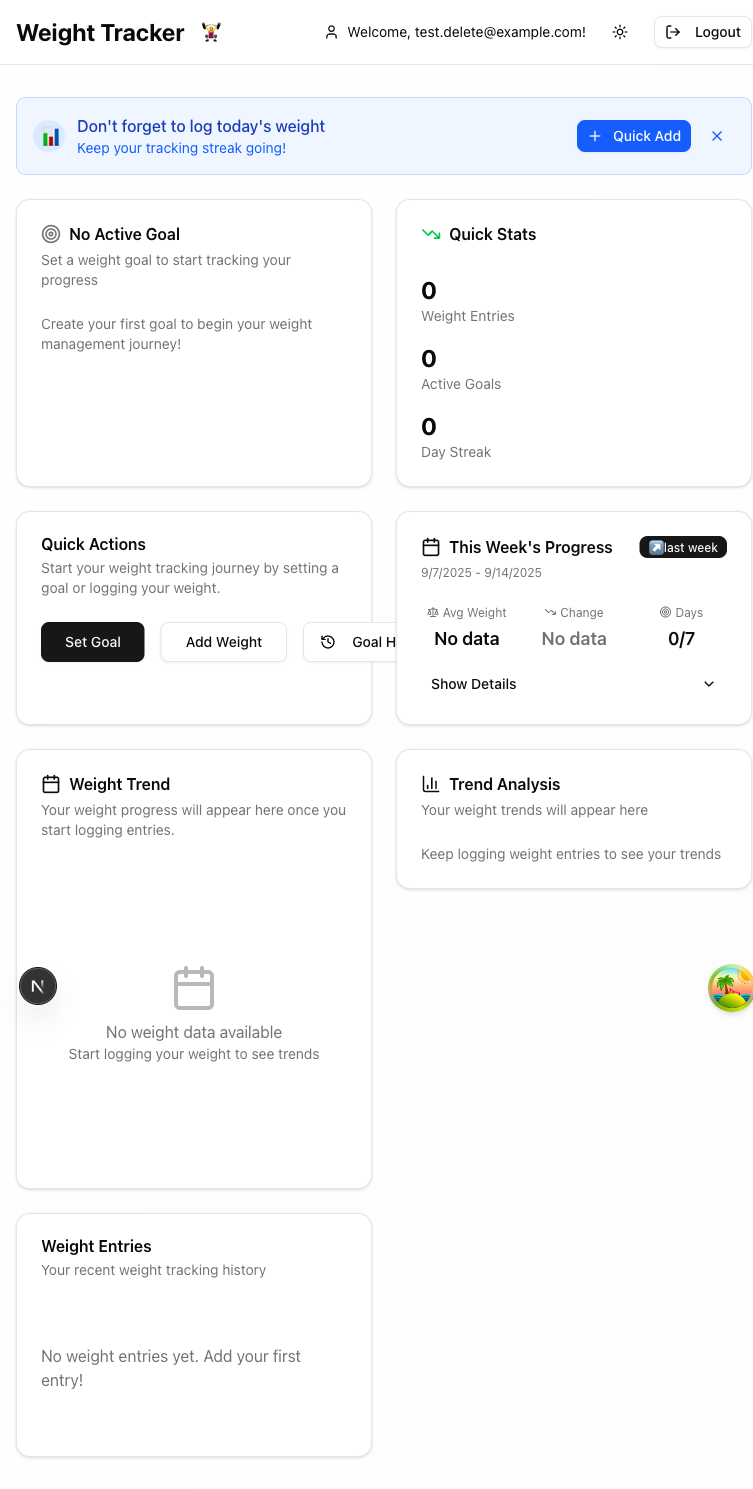 Weight Tracker 🏋️‍♀️
Welcome, test.delete@example.com!
Logout
Don't forget to log today's weight
Keep your tracking streak going!
Quick Add
No Active Goal
Set a weight goal to start tracking your
progress
Create your first goal to begin your weight
management journey!
Quick Stats
0
Weight Entries
0
Active Goals
0
Day Streak
Quick Actions
Start your weight tracking journey by setting a
goal or logging your weight.
Set Goal
Add Weight
Goal H
This Week's Progress
↗️last week
9/7/2025 - 9/14/2025
Avg Weight
Change
Days
No data
No data
0/7
Show Details
Weight Trend
Your weight progress will appear here once you
start logging entries.
No weight data available
Start logging your weight to see trends
Trend Analysis
Your weight trends will appear here
Keep logging weight entries to see your trends
N
Weight Entries
Your recent weight tracking history
No weight entries yet. Add your first
entry!